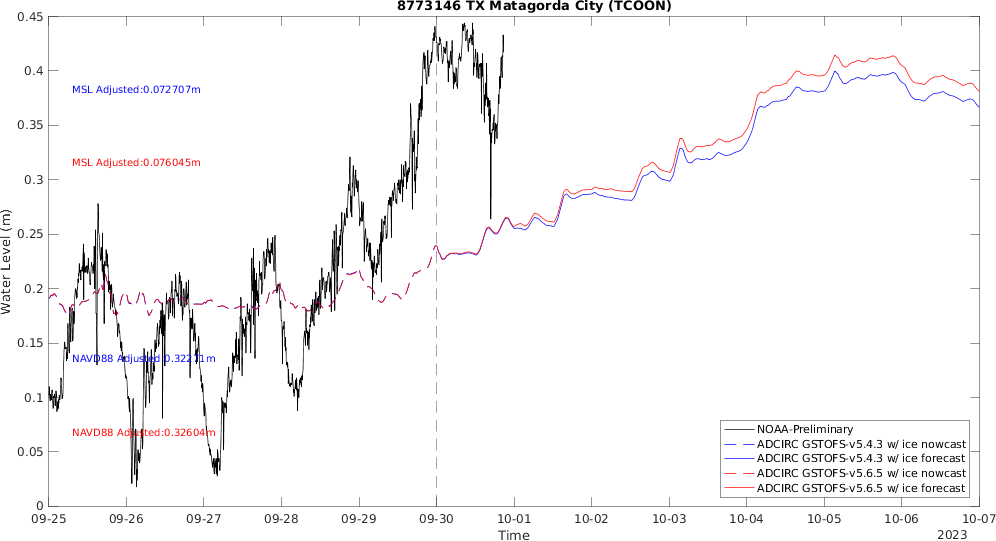 8773146 TX Matagorda City (TCOON)
Water Level (m)
0.45
0.4
0.35
0.3
0.25
0.2
0.15
0.1
0.05
0
MSL Adjusted:0.072707m
MSL Adjusted:0.076045m
NAVD88 Adjusted:0.32271m
NAVD88 Adjusted:0.32604m
NOAA-Preliminary
ADCIRC GSTOFS-v5.4.3 w/ ice nowcast
ADCIRC GSTOFS-v5.4.3 w/ ice forecast
ADCIRC GSTOFS-v5.6.5 w/ ice nowcast
ADCIRC GSTOFS-v5.6.5 w/ ice forecast
09-25 09-26 09-27 09-28 09-29 09-30 10-01 10-02 10-03 10-04 10-05 10-06 10-07
Time
2023